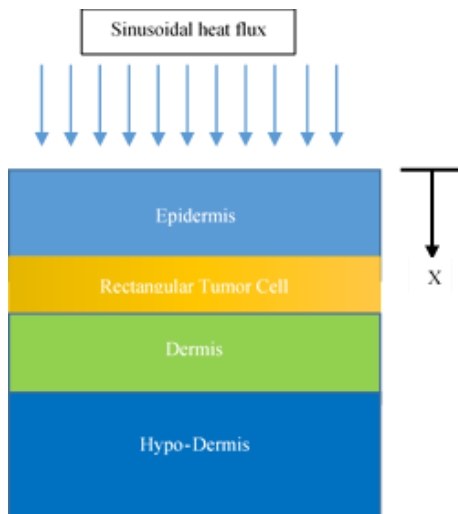 Sinusoidal heat flux
Epidermis
Rectangular Tumor Cell
X
Dermis
Hypo-Dermis